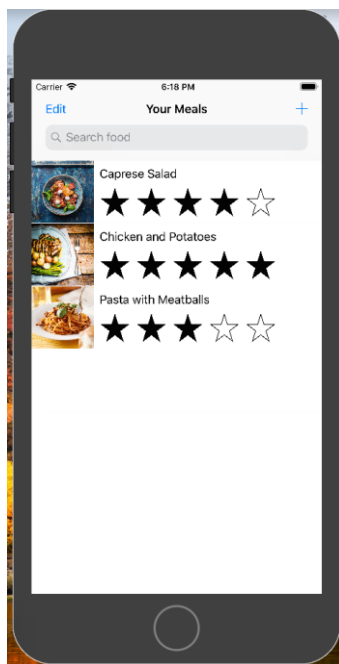 Carrier 6:18 PM
Edit Your Meals +
Search food
Caprese Salad
Chicken and Potatoes
Pasta with Meatballs